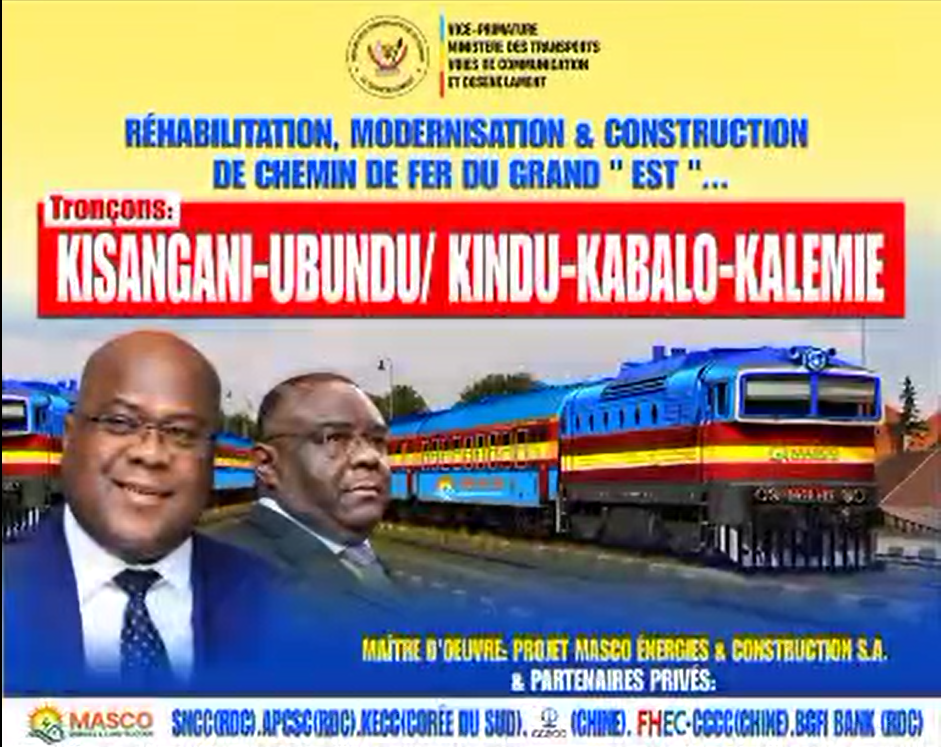 VICE-PRIMATURE
MINISTERE DES TRANSPORTS
VOIES DE COMMUNICATION
ET DESENCLAMENT
RÉHABILITATION, MODERNISATION & CONSTRUCTION
DE CHEMIN DE FER DU GRAND " EST "...
Tronçons:
KISANGANI-UBUNDU/ KINDU-KABALO-KALEMIE
MAÎTRE D'OEUVRE: PROJET MASCO ÉNERGIES & CONSTRUCTION S.A.
& PARTENAIRES PRIVÉS:
MASCO
SNCC(RDC).APCSC(RDC).KECC(CORÉE DU SUD). (CHINE). FHEC-CCCC(CHINE).BGFI BANK (RDC)